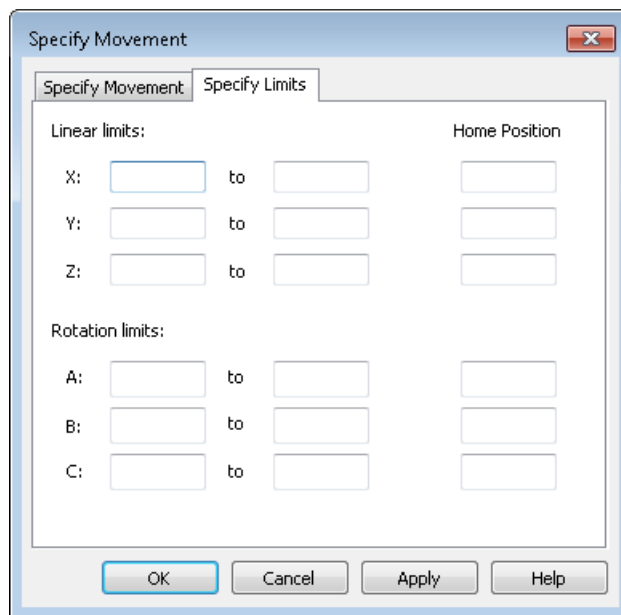 Specify Movement
Specify Movement Specify Limits
Linear limits: Home Position
X: to
Y: to
Z: to
Rotation limits:
A: to
B: to
C: to
OK Cancel Apply Help